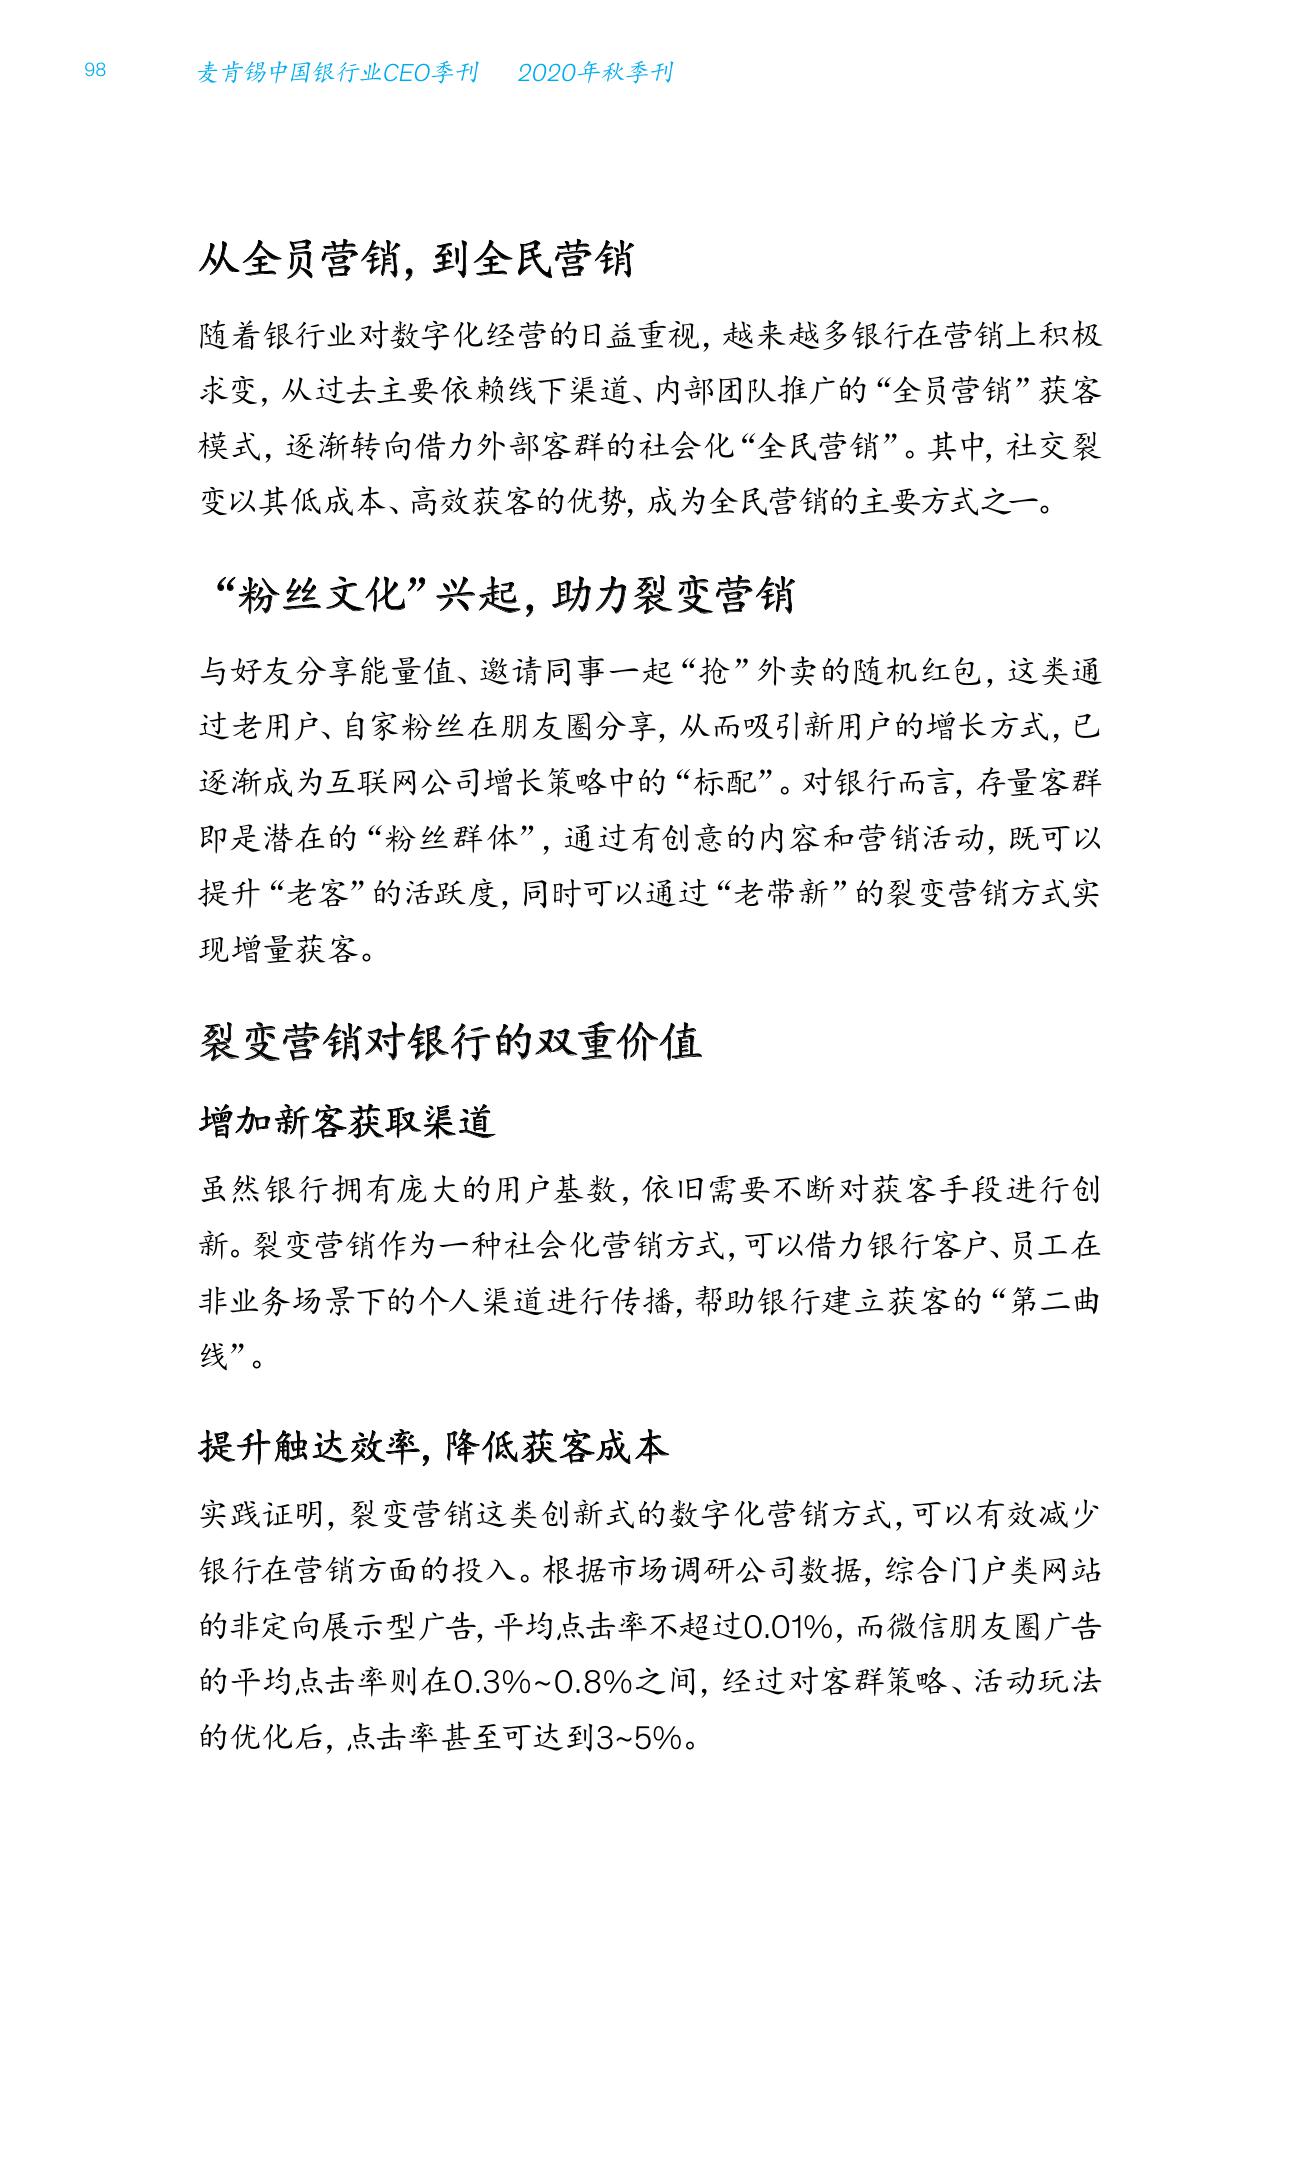 98
麦肯锡中国银行业CEO季刊 2020年秋季刊
从全员营销，到全民营销
随着银行业对数字化经营的日益重视，越来越多银行在营销上积极
求变，从过去主要依赖线下渠道、内部团队推广的“全员营销”获客
模式，逐渐转向借力外部客群的社会化“全民营销”。其中，社交裂
变以其低成本、高效获客的优势，成为全民营销的主要方式之一。
“粉丝文化”兴起，助力裂变营销
与好友分享能量值、邀请同事一起“抢”外卖的随机红包，这类通
过老用户、自家粉丝在朋友圈分享，从而吸引新用户的增长方式，已
逐渐成为互联网公司增长策略中的“标配”。对银行而言，存量客群
即是潜在的“粉丝群体”，通过有创意的内容和营销活动，既可以
提升“老客”的活跃度，同时可以通过“老带新”的裂变营销方式实
现增量获客。
裂变营销对银行的双重价值
增加新客获取渠道
虽然银行拥有庞大的用户基数，依旧需要不断对获客手段进行创
新。裂变营销作为一种社会化营销方式，可以借力银行客户、员工在
非业务场景下的个人渠道进行传播，帮助银行建立获客的“第二曲
线”。
提升触达效率，降低获客成本
实践证明，裂变营销这类创新式的数字化营销方式，可以有效减少
银行在营销方面的投入。根据市场调研公司数据，综合门户类网站
的非定向展示型广告，平均点击率不超过0.01%，而微信朋友圈广告
的平均点击率则在0.3%~0.8%之间，经过对客群策略、活动玩法
的优化后，点击率甚至可达到3~5%。